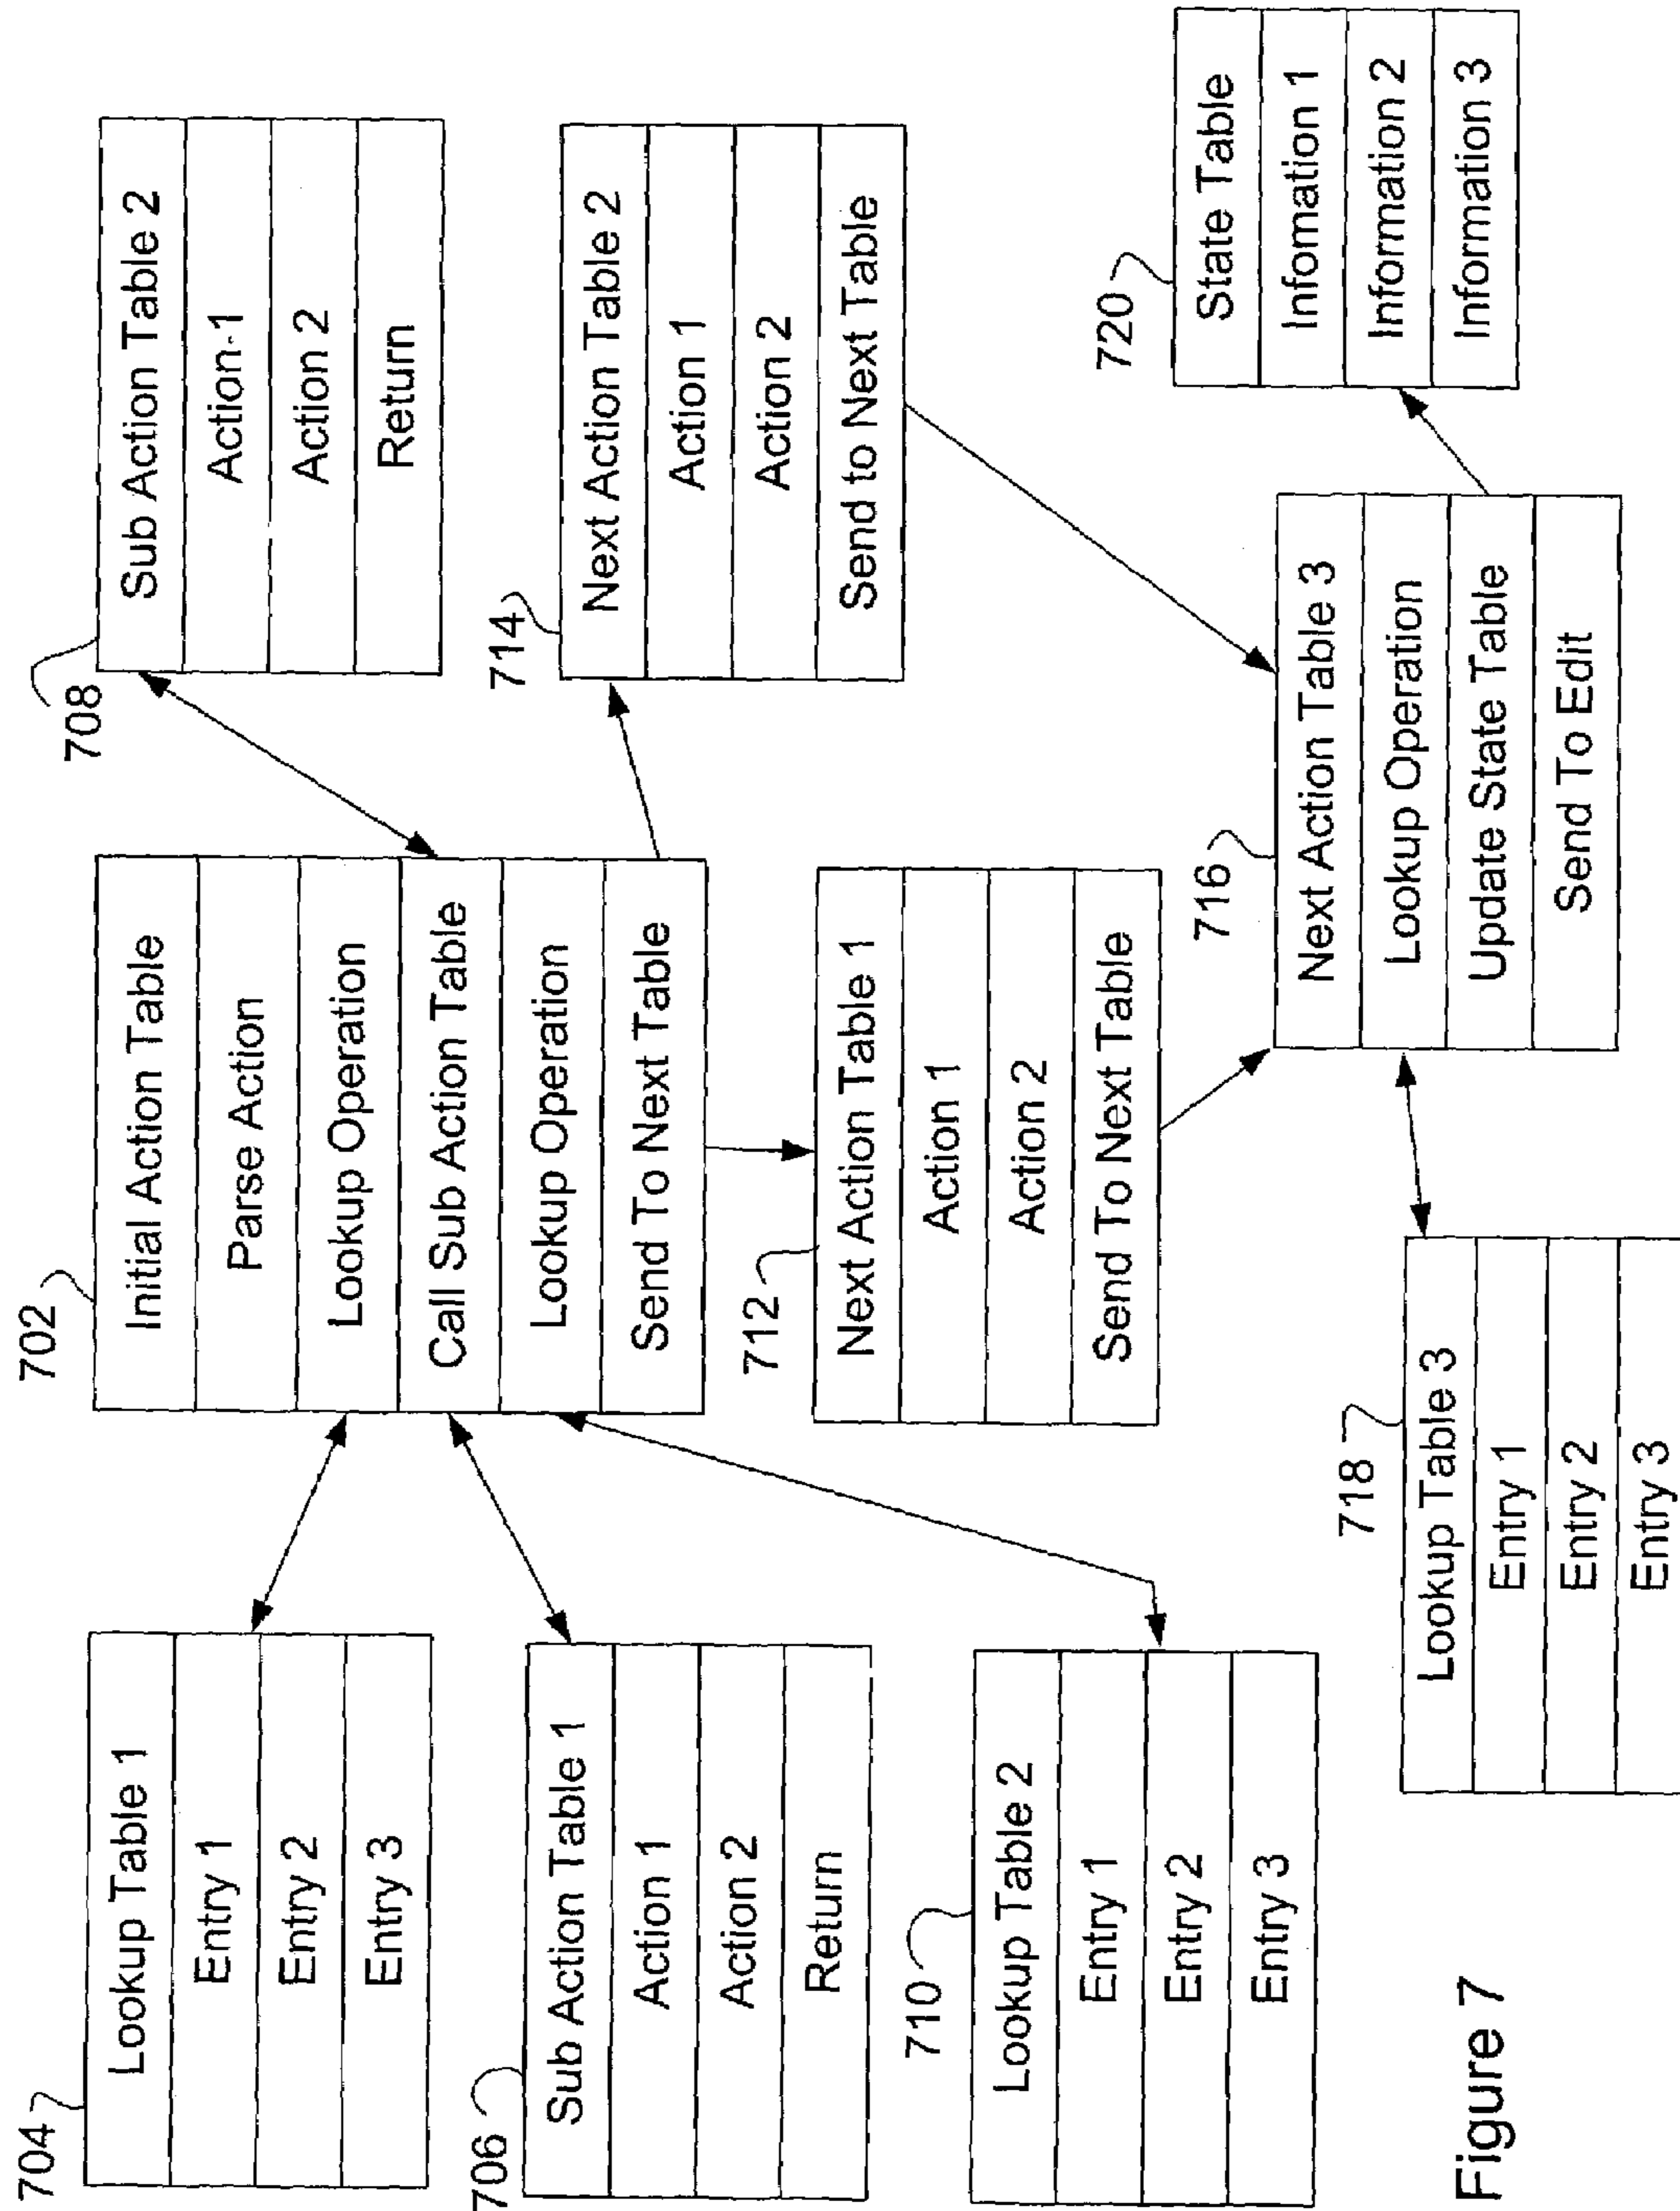 702
Initial Action Table
Parse Action
Lookup Operation
Call Sub Action Table
Lookup Operation
Send To Next Table
704
Lookup Table 1
Entry 1
Entry 2
Entry 3
706
Sub Action Table 1
Action 1
Action 2
Return
708
Sub Action Table 2
Action 1
Action 2
Return
710
Lookup Table 2
Entry 1
Entry 2
Entry 3
712
Next Action Table 1
Action 1
Action 2
Send To Next Table
714
Next Action Table 2
Action 1
Action 2
Send to Next Table
716
Next Action Table 3
Lookup Operation
Update State Table
Send To Edit
718
Lookup Table 3
Entry 1
Entry 2
Entry 3
720
State Table
Infomation 1
Information 2
Information 3
Figure 7